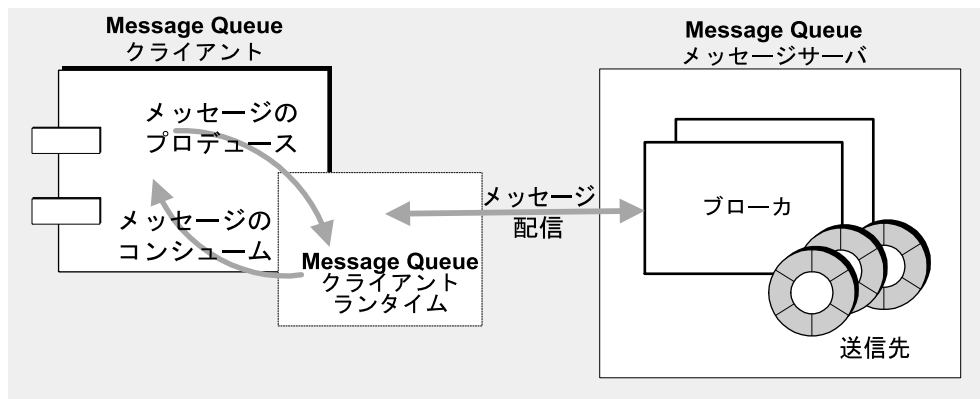 Message Queue
クライアント
メッセージの
プロデュース
メッセージの
コンシューム
Message Queue
クライアント
ランタイム
メッセージ
配信
Message Queue
メッセージサーバ
ブローカ
送信先